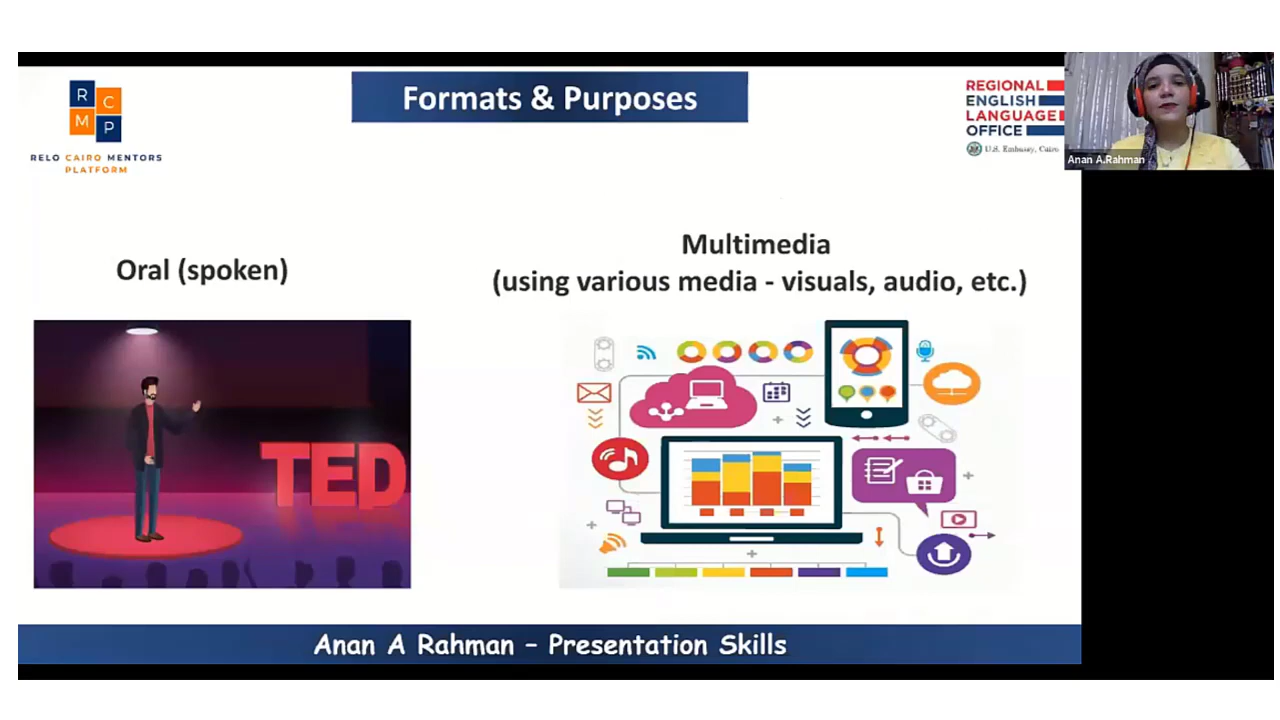 R
C
M
P
RELO CAIRO MENTORS
PLATFORM
Formats & Purposes
REGIONAL
ENGLISH
LANGUAGE
OFFICE
U.S. Embassy, Cairo
Anan A.Rahman
Oral (spoken)
Multimedia
(using various media - visuals, audio, etc.)
TED
Anan A Rahman – Presentation Skills